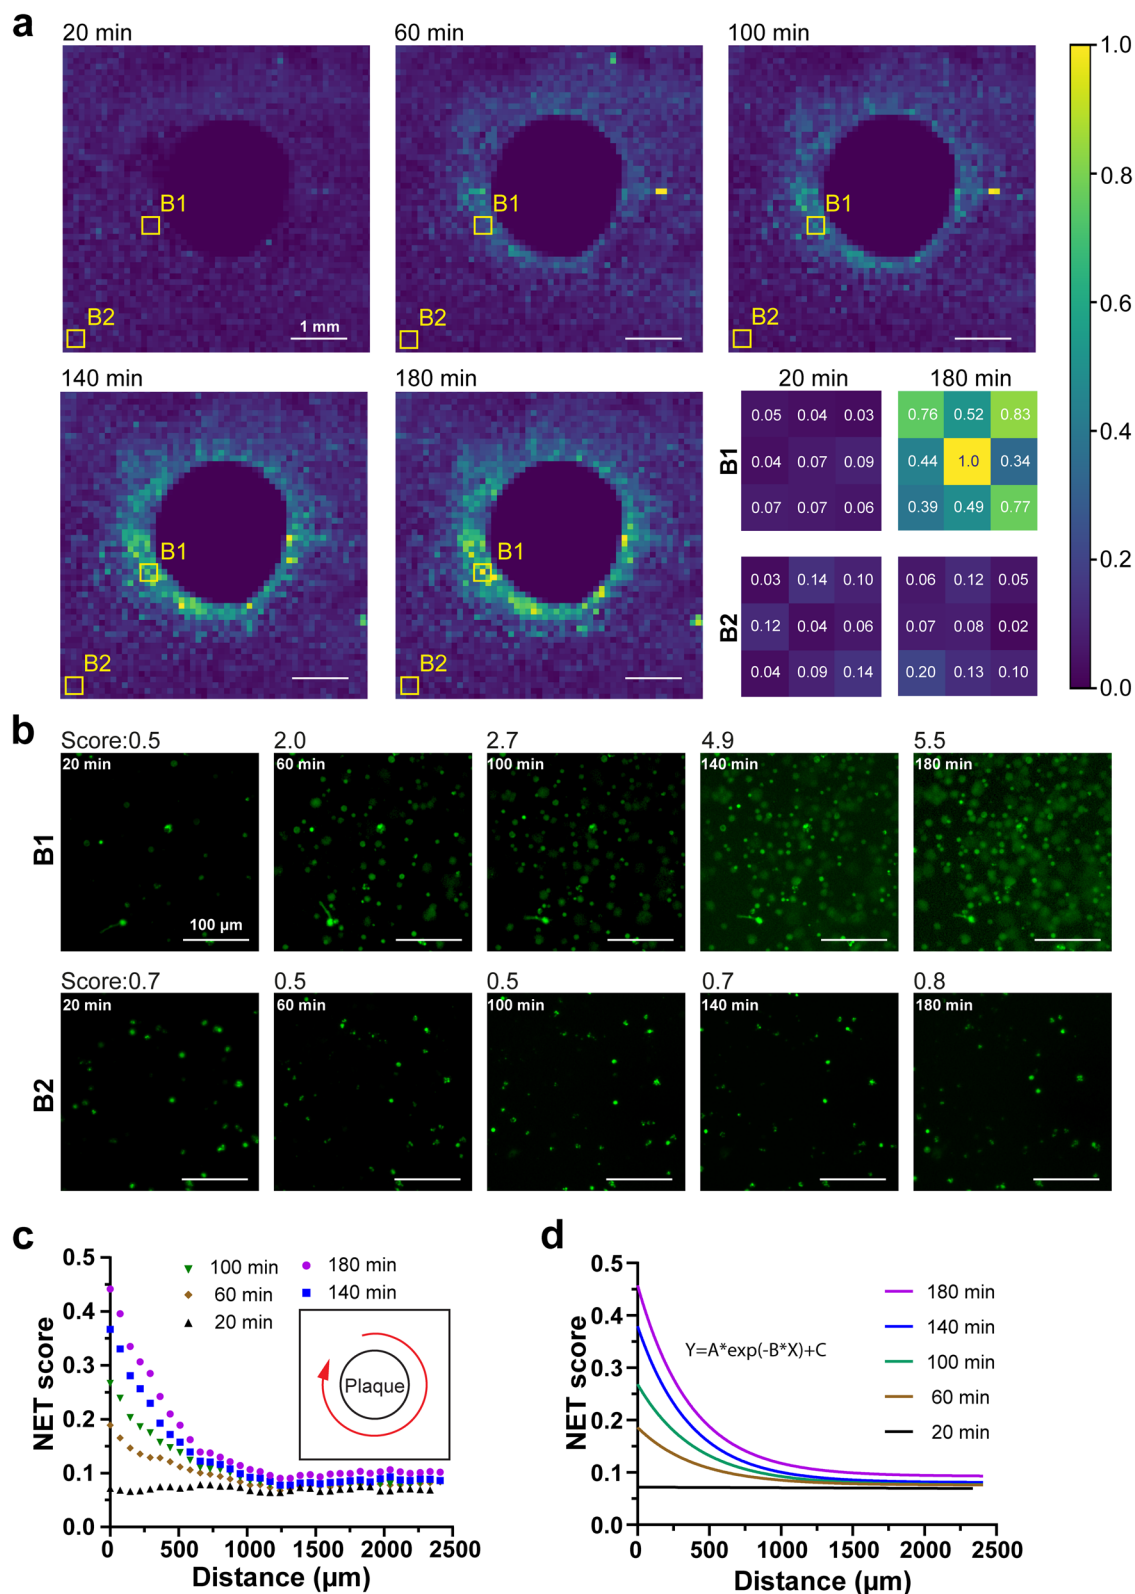 a
20 min
60 min
100 min
B1
B2
1 mm
B1
B2
B1
B2
1.0
0.8
0.6
0.4
0.2
0.0
140 min
180 min
B1
B2
B1
B2
20 min
180 min
B1
0.05 0.04 0.03
0.04 0.07 0.09
0.07 0.07 0.06
0.76 0.52 0.83
0.44 1.0 0.34
0.39 0.49 0.77
B2
0.03 0.14 0.10
0.12 0.04 0.06
0.04 0.09 0.14
0.06 0.12 0.05
0.07 0.08 0.02
0.20 0.13 0.10
b
Score:0.5
2.0
2.7
4.9
5.5
20 min
60 min
100 min
140 min
180 min
B1
100 µm
Score:0.7
0.5
0.5
0.7
0.8
20 min
60 min
100 min
140 min
180 min
B2
c
NET score
0.5
0.4
0.3
0.2
0.1
0.0
100 min
60 min
20 min
180 min
140 min
Plaque
0 500 1000 1500 2000 2500
Distance (µm)
d
NET score
0.5
0.4
0.3
0.2
0.1
0.0
Y=A*exp(-B*X)+C
180 min
140 min
100 min
60 min
20 min
0 500 1000 1500 2000 2500
Distance (µm)